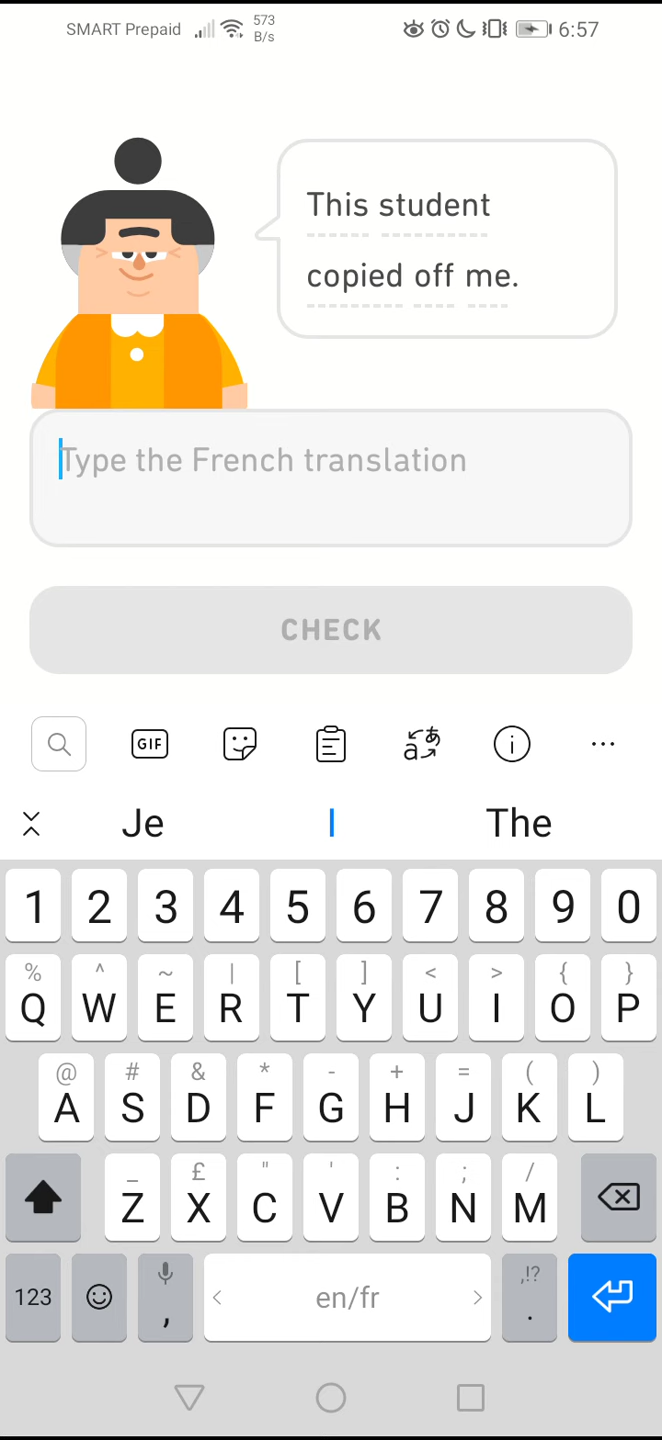 SMART Prepaid 573 B/s 6:57
This student
copied off me.
Type the French translation
CHECK
GIF
Je I The
1 2 3 4 5 6 7 8 9 0
% ^ ~ | [ ] < > { }
Q W E R T Y U I O P
@ # & * - + = ( )
A S D F G H J K L
_ £ " ' : ; /
Z X C V B N M
,!?
123 , < en/fr > .